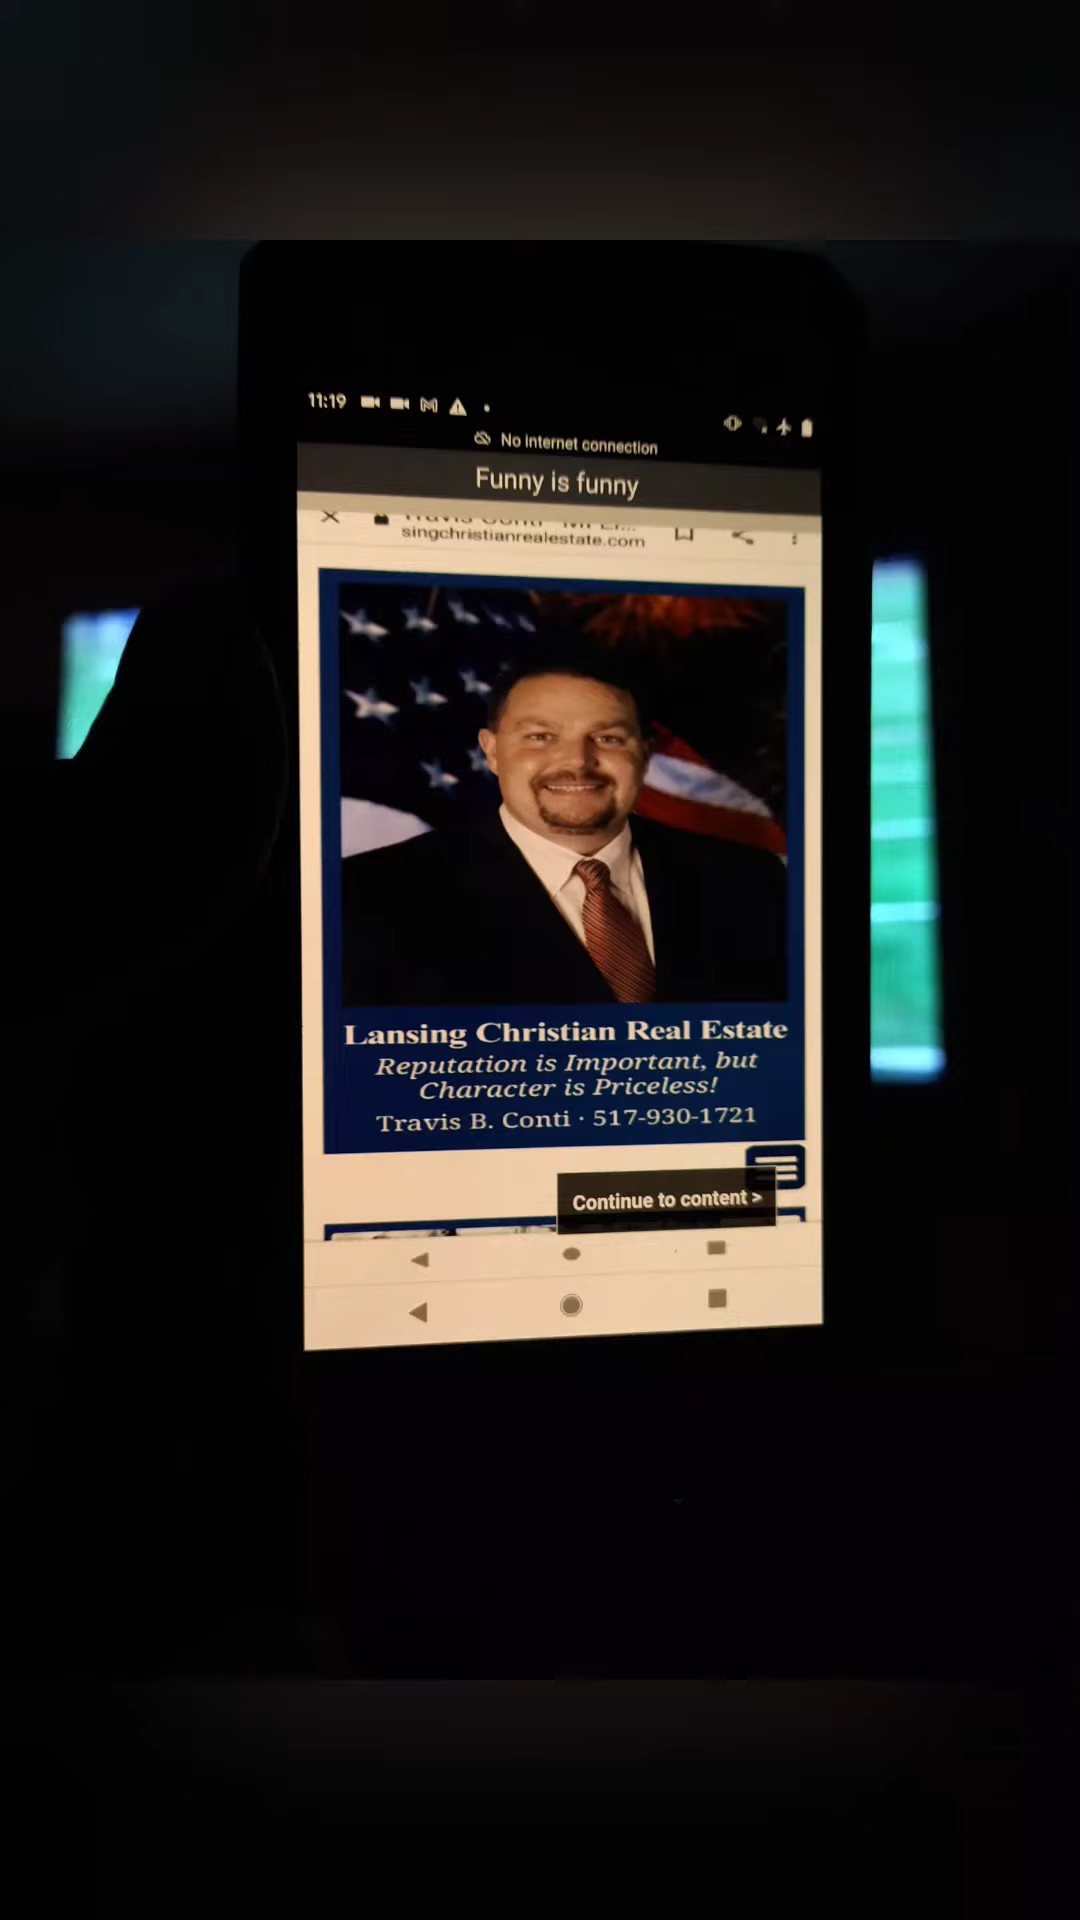 11:19
No internet connection
Funny is funny
singchristianrealestate.com
Lansing Christian Real Estate
Reputation is Important, but
Character is Priceless!
Travis B. Conti · 517-930-1721
Continue to content >